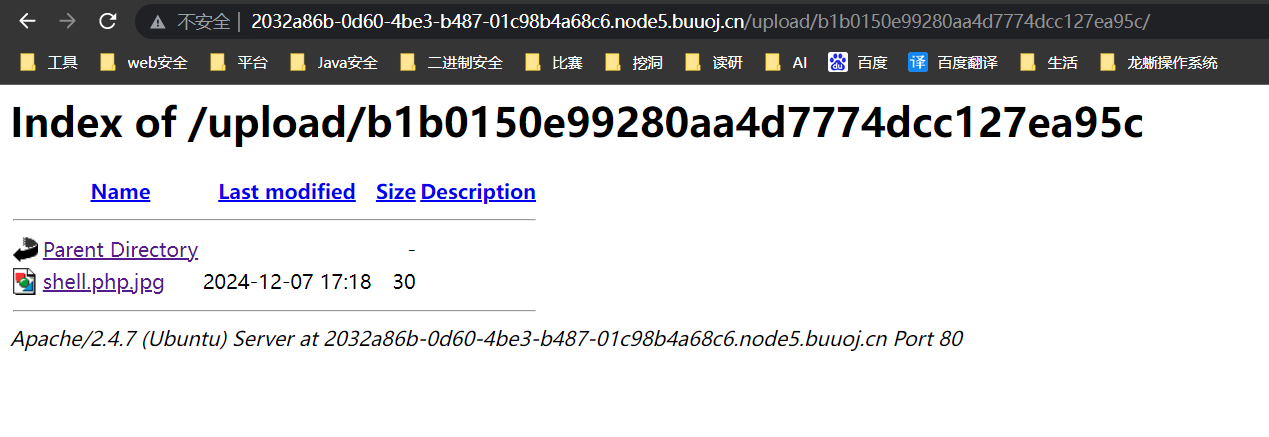 不安全 | 2032a86b-0d60-4be3-b487-01c98b4a68c6.node5.buuoj.cn/upload/b1b0150e99280aa4d7774dcc127ea95c/
工具 web安全 平台 Java安全 二进制安全 比赛 挖洞 读研 AI du 百度 译 百度翻译 生活 龙蜥操作系统
Index of /upload/b1b0150e99280aa4d7774dcc127ea95c
Name Last modified Size Description
Parent Directory -
shell.php.jpg 2024-12-07 17:18 30
Apache/2.4.7 (Ubuntu) Server at 2032a86b-0d60-4be3-b487-01c98b4a68c6.node5.buuoj.cn Port 80